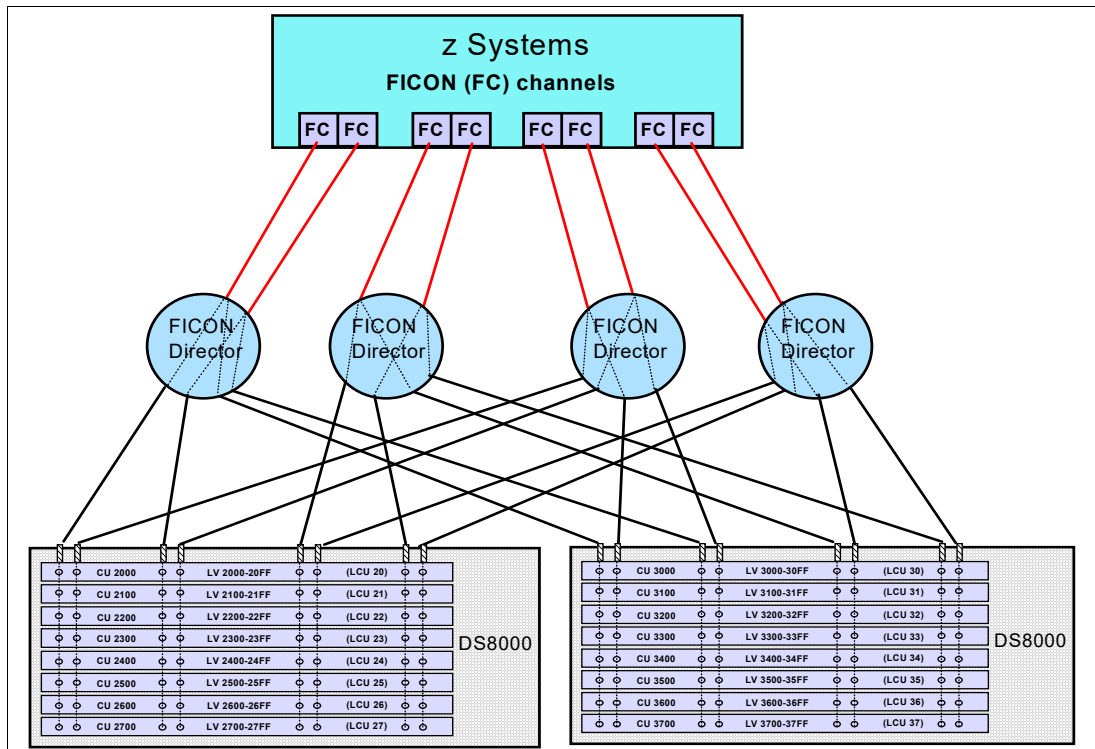 z Systems
FICON (FC) channels
FC FC FC FC FC FC FC FC
FICON Director
FICON Director
FICON Director
FICON Director
CU 2000 LV 2000-20FF (LCU 20)
CU 2100 LV 2100-21FF (LCU 21)
CU 2200 LV 2200-22FF (LCU 22)
CU 2300 LV 2300-23FF (LCU 23)
CU 2400 LV 2400-24FF (LCU 24)
CU 2500 LV 2500-25FF (LCU 25)
CU 2600 LV 2600-26FF (LCU 26)
CU 2700 LV 2700-27FF (LCU 27)
DS8000
CU 3000 LV 3000-30FF (LCU 30)
CU 3100 LV 3100-31FF (LCU 31)
CU 3200 LV 3200-32FF (LCU 32)
CU 3300 LV 3300-33FF (LCU 33)
CU 3400 LV 3400-34FF (LCU 34)
CU 3500 LV 3500-35FF (LCU 35)
CU 3600 LV 3600-36FF (LCU 36)
CU 3700 LV 3700-37FF (LCU 37)
DS8000